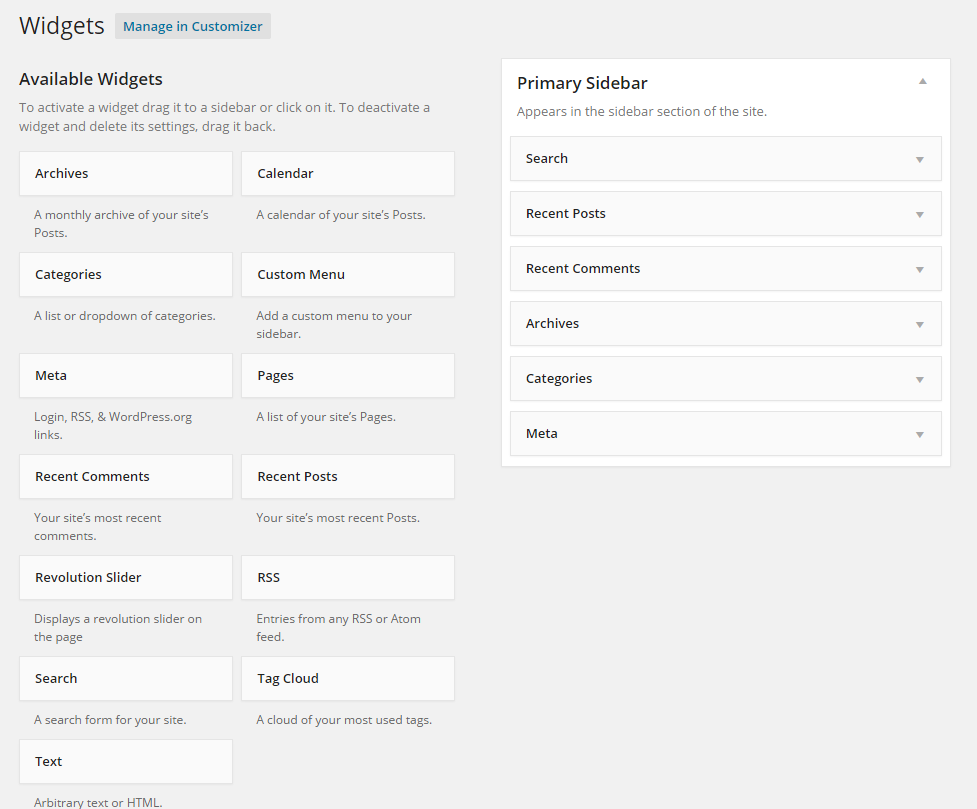 Widgets Manage in Customizer
Available Widgets
To activate a widget drag it to a sidebar or click on it. To deactivate a
widget and delete its settings, drag it back.
Archives
A monthly archive of your site’s
Posts.
Calendar
A calendar of your site’s Posts.
Categories
A list or dropdown of categories.
Custom Menu
Add a custom menu to your
sidebar.
Meta
Login, RSS, & WordPress.org
links.
Pages
A list of your site’s Pages.
Recent Comments
Your site’s most recent
comments.
Recent Posts
Your site’s most recent Posts.
Revolution Slider
Displays a revolution slider on
the page
RSS
Entries from any RSS or Atom
feed.
Search
A search form for your site.
Tag Cloud
A cloud of your most used tags.
Text
Arbitrary text or HTML.
Primary Sidebar
Appears in the sidebar section of the site.
Search
Recent Posts
Recent Comments
Archives
Categories
Meta